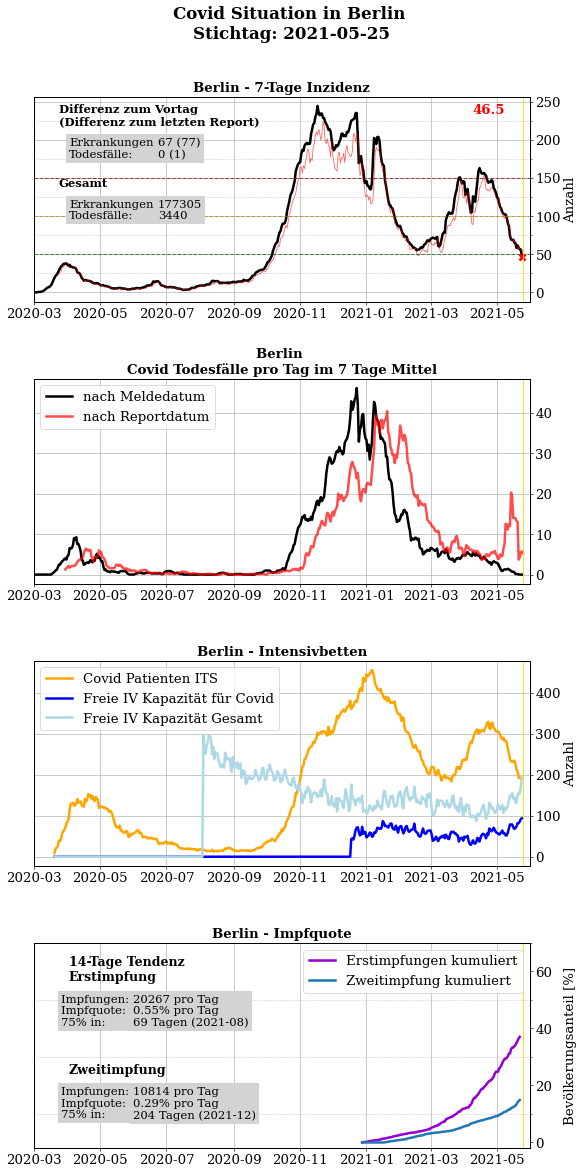 Covid Situation in Berlin
Stichtag: 2021-05-25
Berlin - 7-Tage Inzidenz
Differenz zum Vortag
(Differenz zum letzten Report)
Erkrankungen 67 (77)
Todesfälle: 0 (1)
Gesamt
Erkrankungen 177305
Todesfälle: 3440
46.5
250
200
150
100
50
0
Anzahl
2020-03 2020-05 2020-07 2020-09 2020-11 2021-01 2021-03 2021-05
Berlin
Covid Todesfälle pro Tag im 7 Tage Mittel
nach Meldedatum
nach Reportdatum
40
30
20
10
0
2020-03 2020-05 2020-07 2020-09 2020-11 2021-01 2021-03 2021-05
Berlin - Intensivbetten
Covid Patienten ITS
Freie IV Kapazität für Covid
Freie IV Kapazität Gesamt
400
300
200
100
0
Anzahl
2020-03 2020-05 2020-07 2020-09 2020-11 2021-01 2021-03 2021-05
Berlin - Impfquote
14-Tage Tendenz
Erstimpfung
Impfungen: 20267 pro Tag
Impfquote: 0.55% pro Tag
75% in: 69 Tagen (2021-08)
Zweitimpfung
Impfungen: 10814 pro Tag
Impfquote: 0.29% pro Tag
75% in: 204 Tagen (2021-12)
Erstimpfungen kumuliert
Zweitimpfung kumuliert
60
40
20
0
Bevölkerungsanteil [%]
2020-03 2020-05 2020-07 2020-09 2020-11 2021-01 2021-03 2021-05